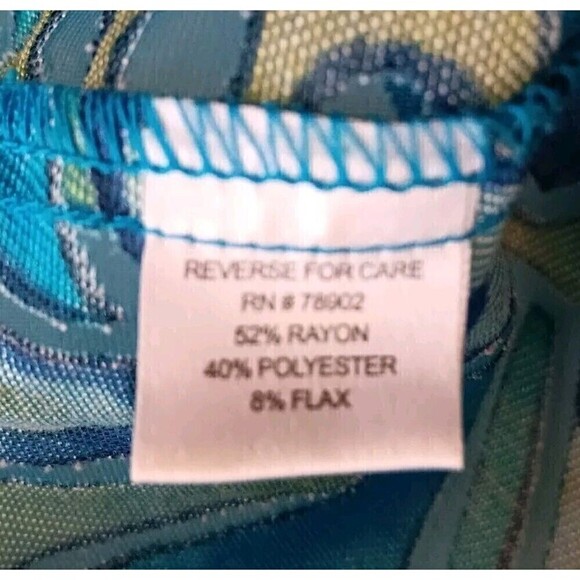 REVERSE FOR CARE
RN # 78902
52% RAYON
40% POLYESTER
8% FLAX